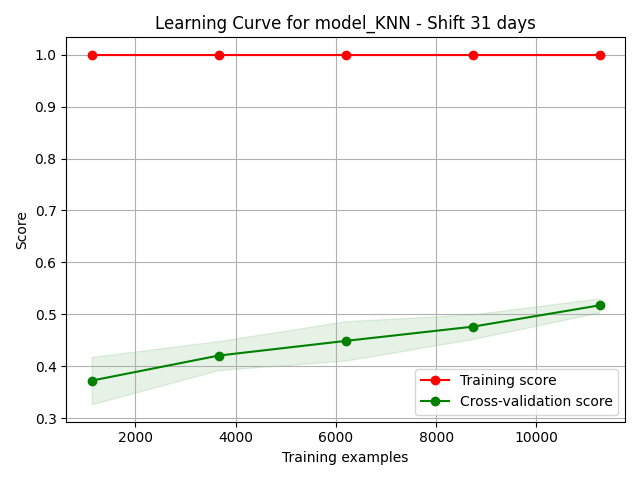 Learning Curve for model_KNN - Shift 31 days
Score
1.0
0.9
0.8
0.7
0.6
0.5
0.4
0.3
Training score
Cross-validation score
2000 4000 6000 8000 10000
Training examples